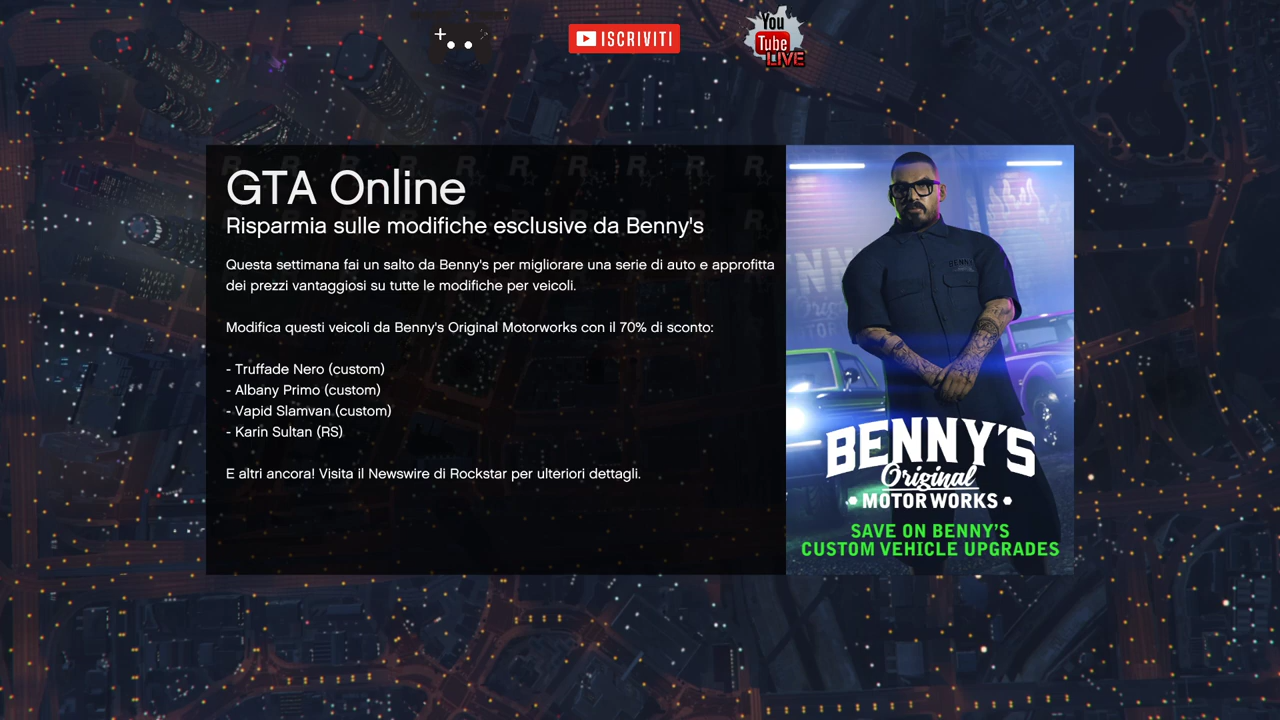 ISCRIVITI
You
Tube
LIVE
GTA Online
Risparmia sulle modifiche esclusive da Benny's
Questa settimana fai un salto da Benny's per migliorare una serie di auto e approfitta
dei prezzi vantaggiosi su tutte le modifiche per veicoli.
Modifica questi veicoli da Benny's Original Motorworks con il 70% di sconto:
- Truffade Nero (custom)
- Albany Primo (custom)
- Vapid Slamvan (custom)
- Karin Sultan (RS)
E altri ancora! Visita il Newswire di Rockstar per ulteriori dettagli.
BENNY'S
BENNY'S
Original
MOTOR WORKS
SAVE ON BENNY'S
CUSTOM VEHICLE UPGRADES